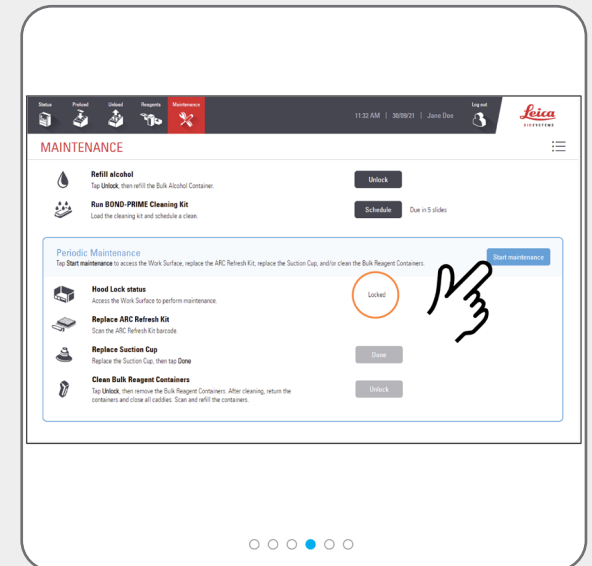 Status Preload Unload Reagents Maintenance
11:33 AM | 30/09/21 | Jane Doe
Log out
Leica
BIOSYSTEMS
MAINTENANCE
Refill alcohol
Tap Unlock, then refill the Bulk Alcohol Container.
Unlock
Run BOND-PRIME Cleaning Kit
Load the cleaning kit and schedule a clean.
Schedule Due in 5 slides
Periodic Maintenance
Tap Start maintenance to access the Work Surface, replace the ARC Refresh Kit, replace the Suction Cup, and/or clean the Bulk Reagent Containers.
Start maintenance
Hood Lock status
Access the Work Surface to perform maintenance.
Locked
Replace ARC Refresh Kit
Scan the ARC Refresh Kit barcode.
Replace Suction Cup
Replace the Suction Cup, then tap Done
Done
Clean Bulk Reagent Containers
Tap Unlock, then remove the Bulk Reagent Containers. After cleaning, return the
containers and close all caddies. Scan and refill the containers.
Unlock